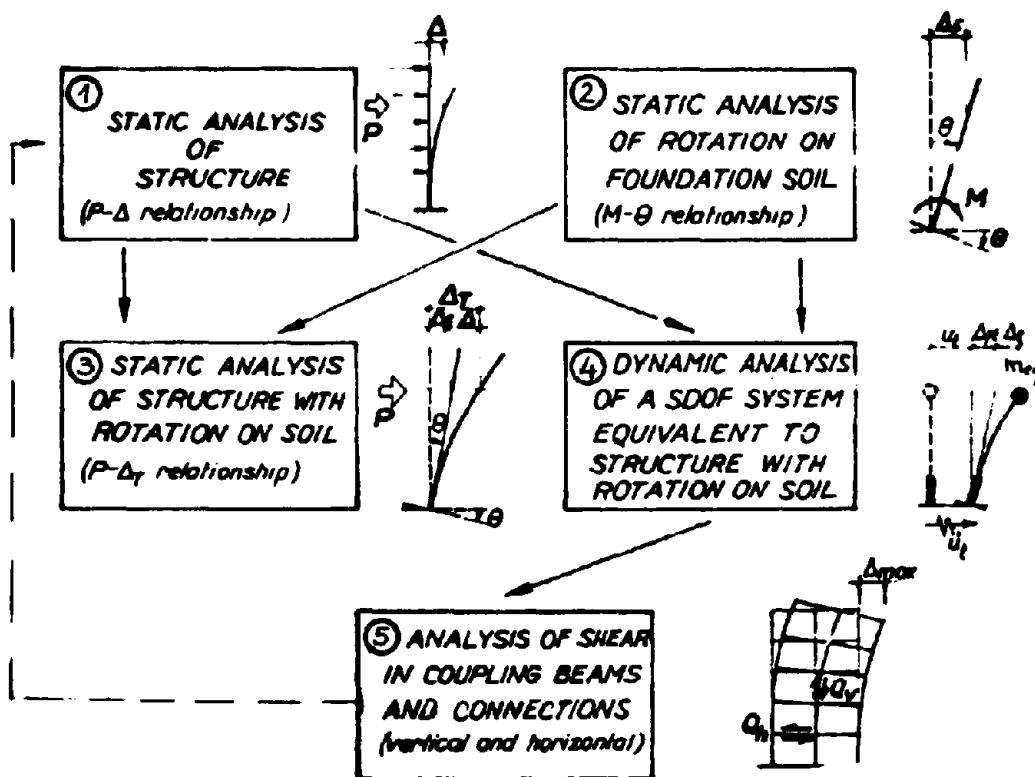 Δ
①
STATIC ANALYSIS
OF
STRUCTURE
(P-Δ relationship)
P
②
STATIC ANALYSIS
OF ROTATION ON
FOUNDATION SOIL
(M-θ relationship)
θ
M
θ
ΔT
③ STATIC ANALYSIS
OF STRUCTURE WITH
ROTATION ON SOIL
(P-ΔT relationship)
P
θ
θ
④ DYNAMIC ANALYSIS
OF A SDOF SYSTEM
EQUIVALENT TO
STRUCTURE WITH
ROTATION ON SOIL
Δmax
⑤ ANALYSIS OF SHEAR
IN COUPLING BEAMS
AND CONNECTIONS
(vertical and horizontal)
Qv
Qh